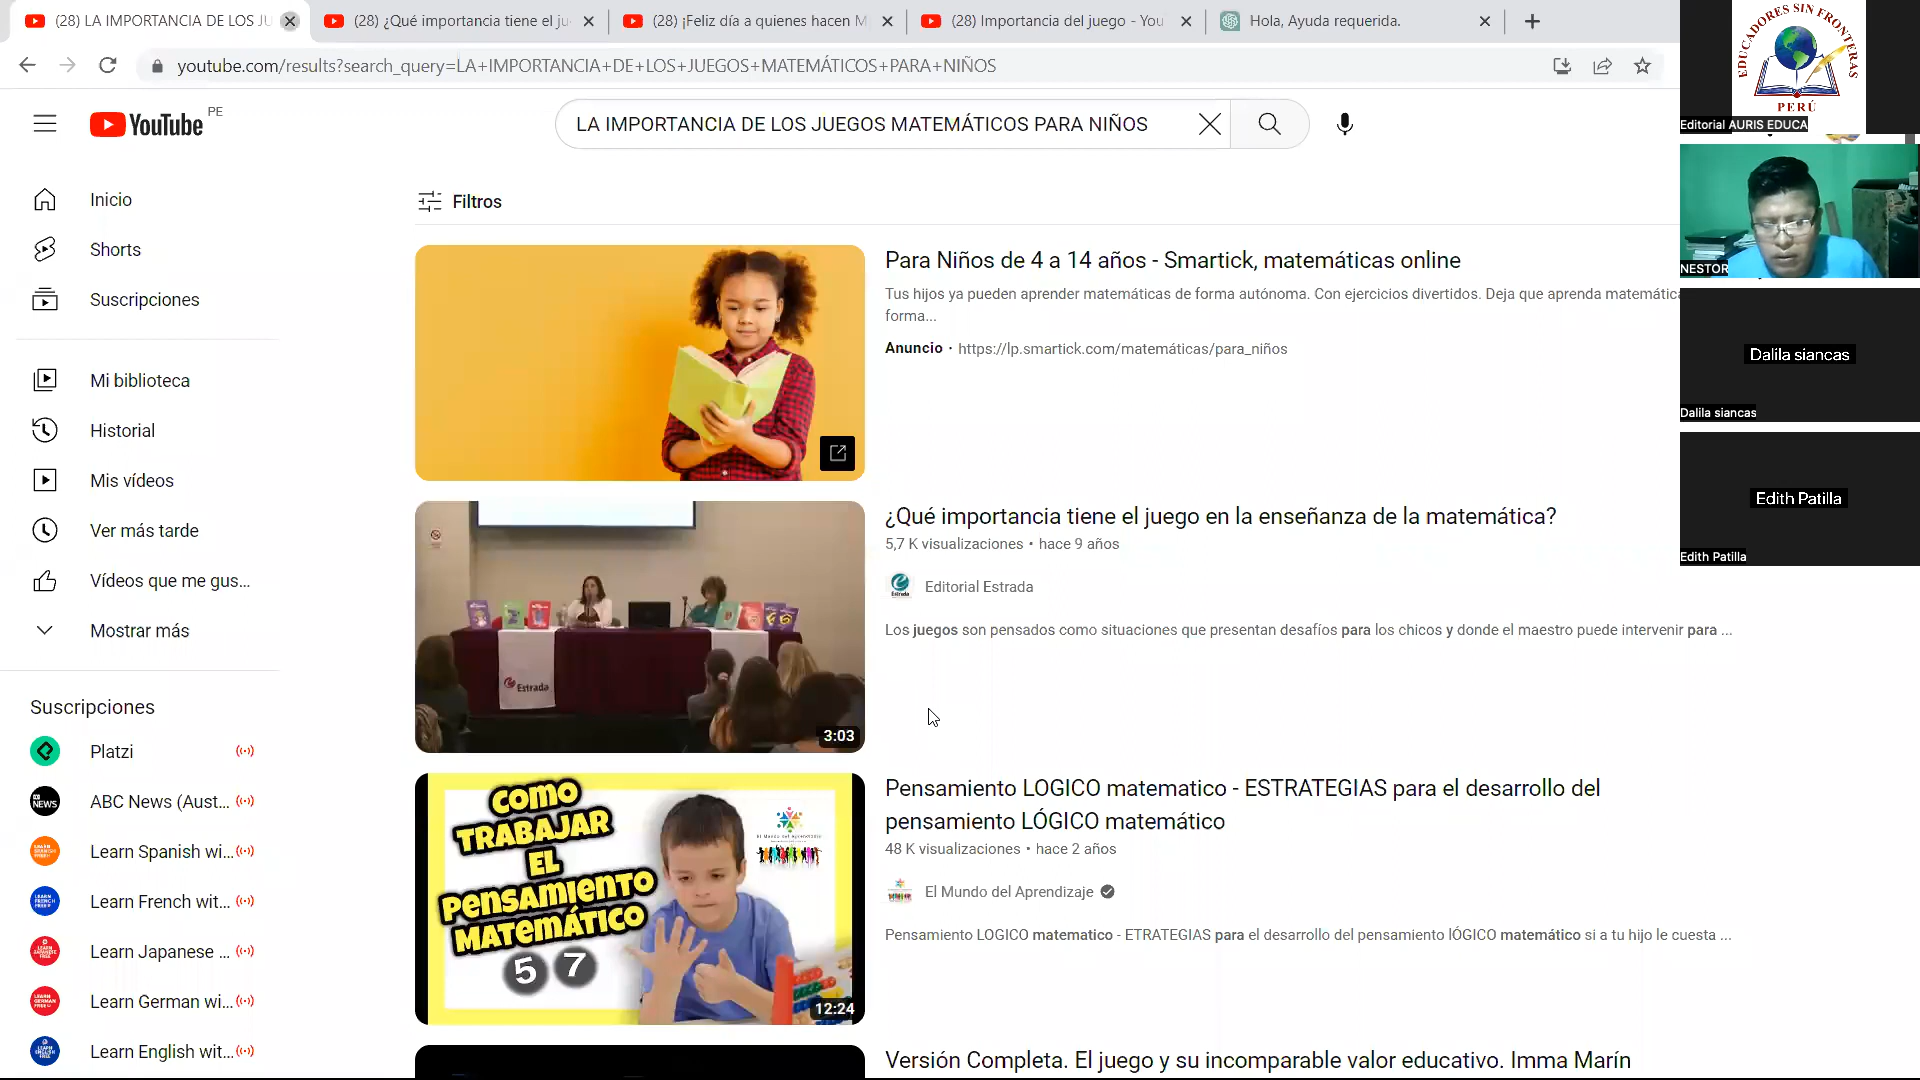 (28) LA IMPORTANCIA DE LOS JU
(28) ¿Qué importancia tiene el ju
(28) ¡Feliz día a quienes hacen M
(28) Importancia del juego - You
Hola, Ayuda requerida.
youtube.com/results?search_query=LA+IMPORTANCIA+DE+LOS+JUEGOS+MATEMÁTICOS+PARA+NIÑOS
YouTube PE
LA IMPORTANCIA DE LOS JUEGOS MATEMÁTICOS PARA NIÑOS
Inicio
Shorts
Suscripciones
Mi biblioteca
Historial
Mis vídeos
Ver más tarde
Vídeos que me gus...
Mostrar más
Suscripciones
Platzi
ABC News (Aust...
Learn Spanish wi...
Learn French wit...
Learn Japanese ...
Learn German wi...
Learn English wit...
Filtros
Para Niños de 4 a 14 años - Smartick, matemáticas online
Tus hijos ya pueden aprender matemáticas de forma autónoma. Con ejercicios divertidos. Deja que aprenda matemátic
forma...
Anuncio • https://lp.smartick.com/matemáticas/para_niños
Estrada
3:03
¿Qué importancia tiene el juego en la enseñanza de la matemática?
5,7 K visualizaciones • hace 9 años
Estrada
Editorial Estrada
Los juegos son pensados como situaciones que presentan desafíos para los chicos y donde el maestro puede intervenir para ...
COMO
TRABAJAR
EL
PENSAMIENTO
MATEMÁTICO
5 7
El Mundo del Aprendizaje
12:24
Pensamiento LOGICO matematico - ESTRATEGIAS para el desarrollo del
pensamiento LÓGICO matemático
48 K visualizaciones • hace 2 años
El Mundo del Aprendizaje
Pensamiento LOGICO matematico - ETRATEGIAS para el desarrollo del pensamiento lÓGICO matemático si a tu hijo le cuesta ...
Versión Completa. El juego y su incomparable valor educativo. Imma Marín
EDUCADORES SIN FRONTERAS
PERÚ
Editorial AURIS EDUCA
NESTOR
Dalila siancas
Dalila siancas
Edith Patilla
Edith Patilla